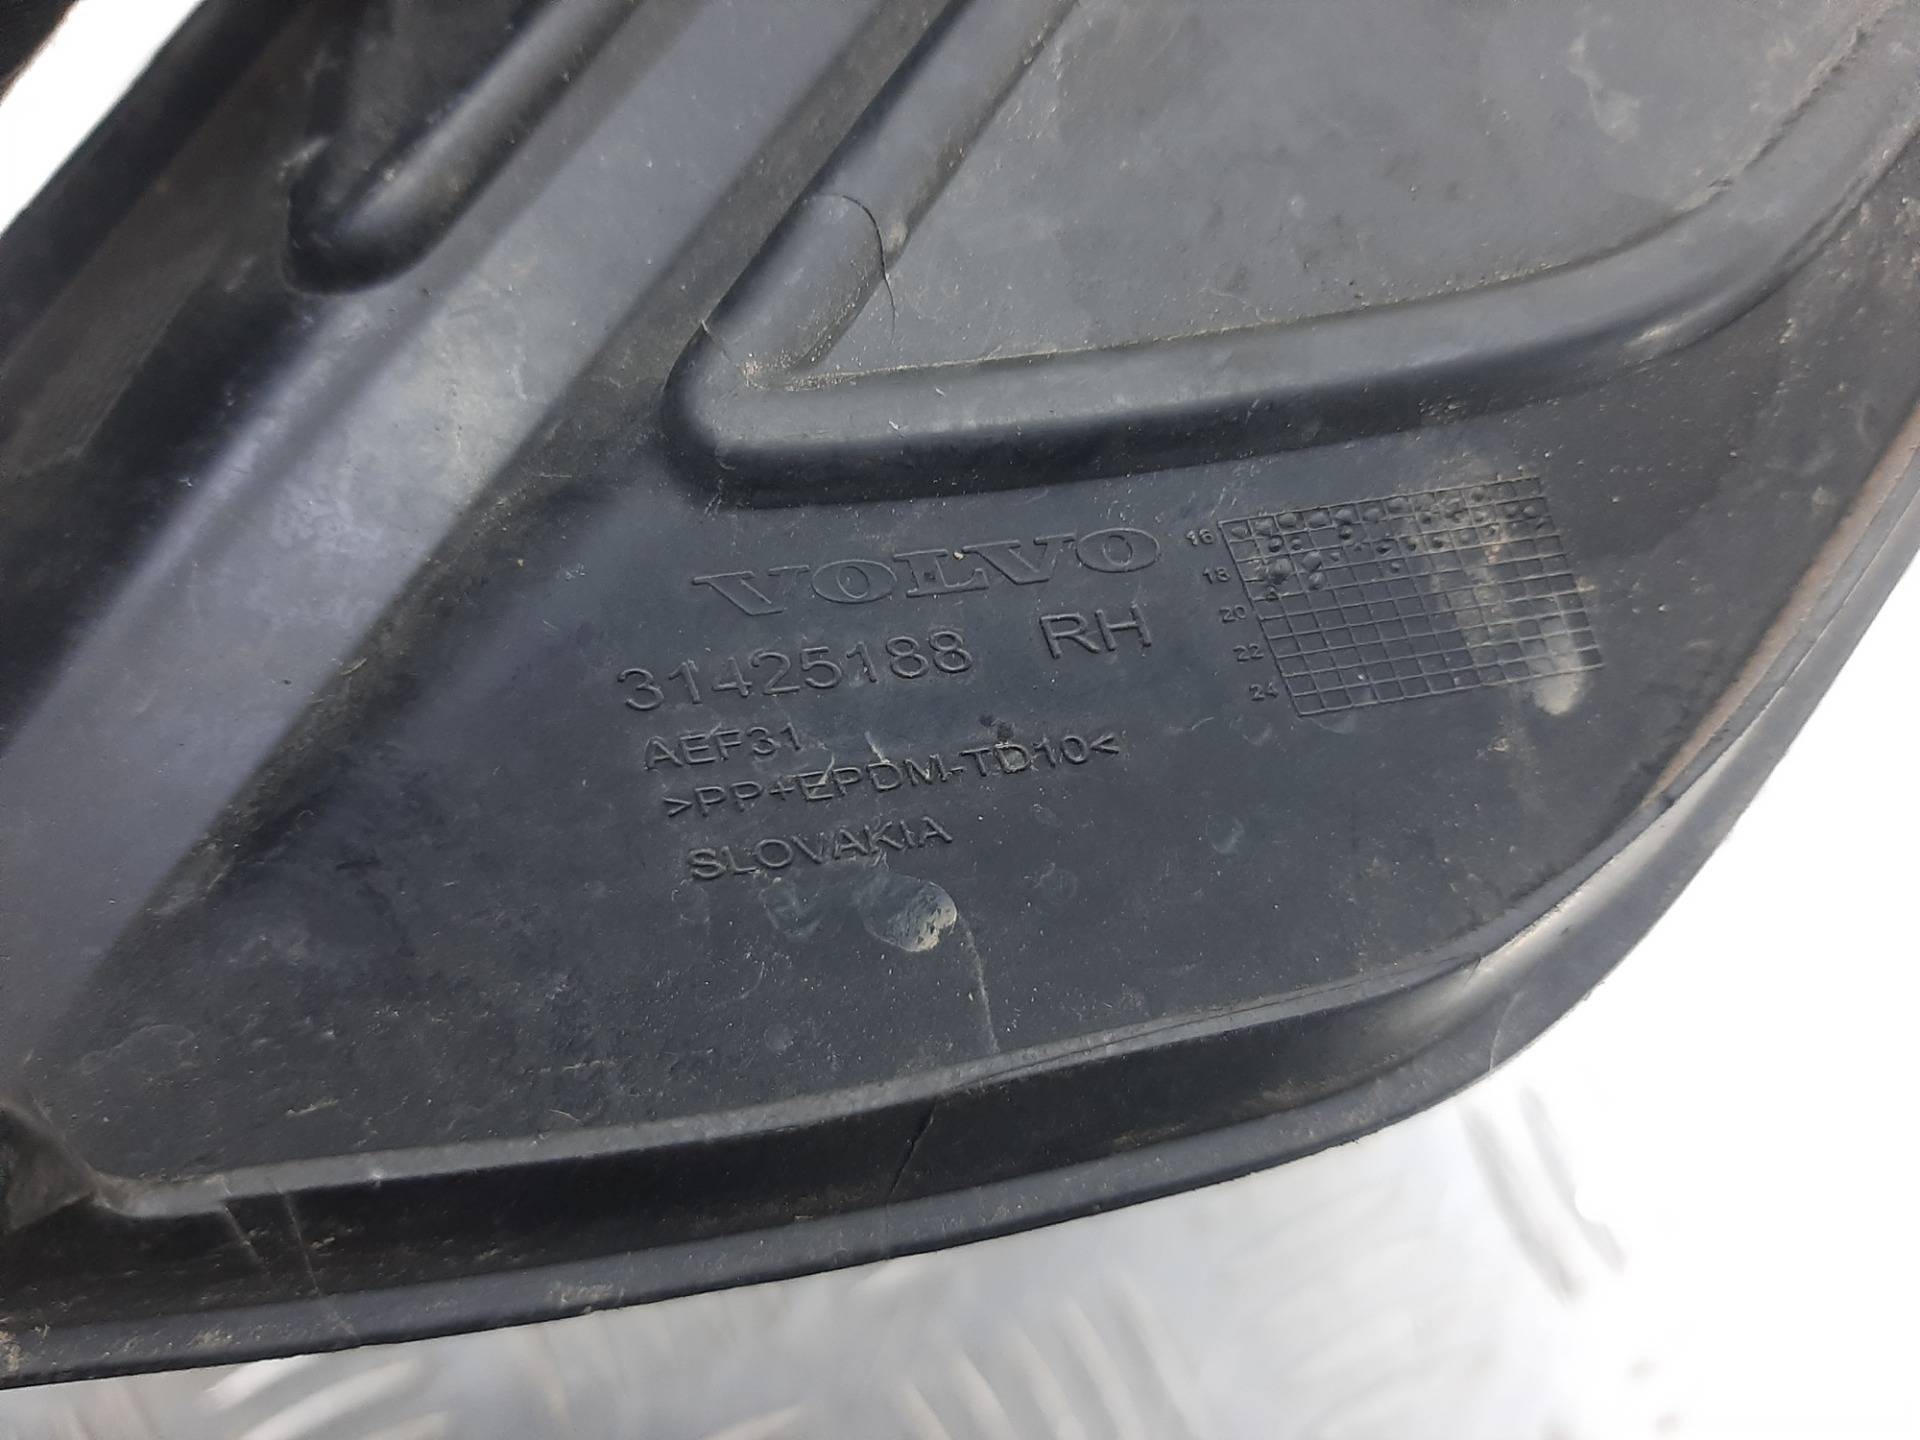 VOLVO
31425188 RH
AEF31
>PP+EPDM-TD10<
SLOVAKIA
16
18
20
22
24